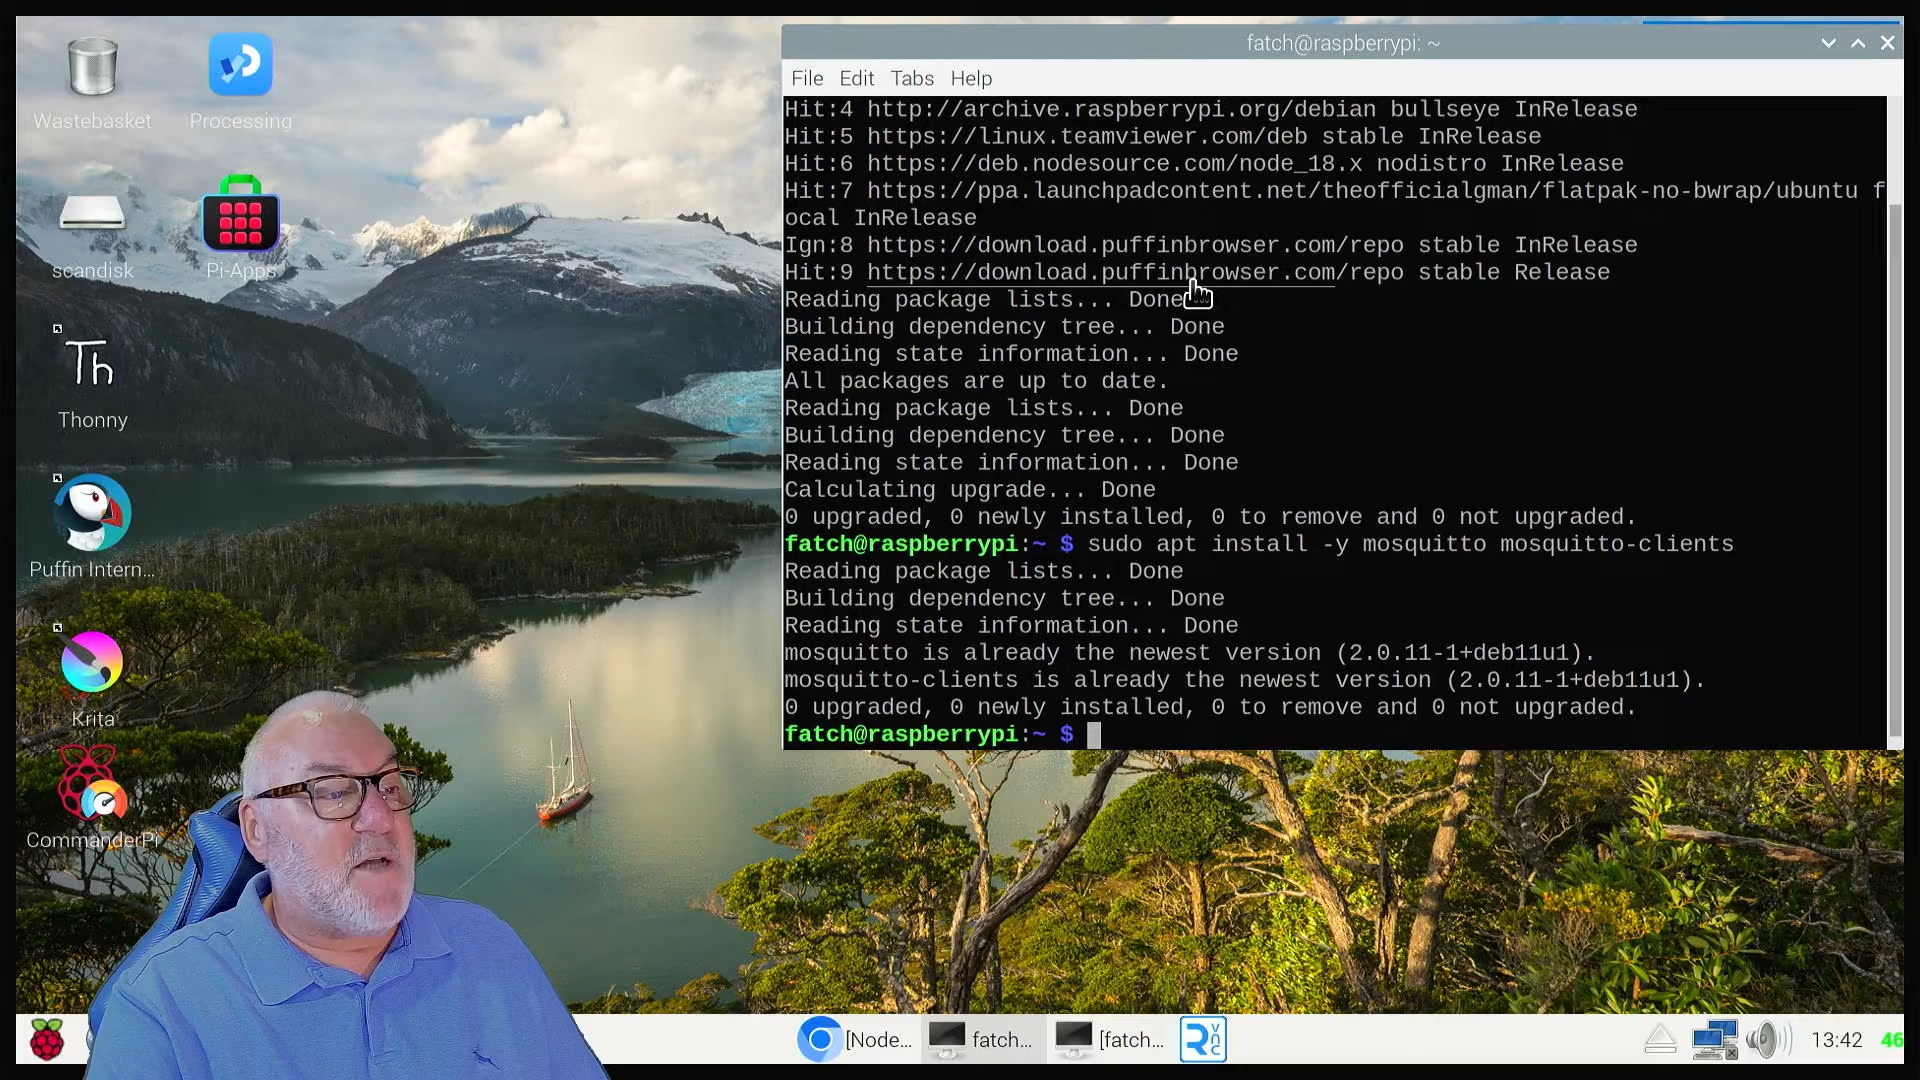 Wastebasket
Processing
scandisk
Pi-Apps
Th
Thonny
Puffin Intern...
Krita
CommanderPi
fatch@raspberrypi: ~
File Edit Tabs Help
Hit:4 http://archive.raspberrypi.org/debian bullseye InRelease
Hit:5 https://linux.teamviewer.com/deb stable InRelease
Hit:6 https://deb.nodesource.com/node_18.x nodistro InRelease
Hit:7 https://ppa.launchpadcontent.net/theofficialgman/flatpak-no-bwrap/ubuntu f
ocal InRelease
Ign:8 https://download.puffinbrowser.com/repo stable InRelease
Hit:9 https://download.puffinbrowser.com/repo stable Release
Reading package lists... Done
Building dependency tree... Done
Reading state information... Done
All packages are up to date.
Reading package lists... Done
Building dependency tree... Done
Reading state information... Done
Calculating upgrade... Done
0 upgraded, 0 newly installed, 0 to remove and 0 not upgraded.
fatch@raspberrypi:~ $ sudo apt install -y mosquitto mosquitto-clients
Reading package lists... Done
Building dependency tree... Done
Reading state information... Done
mosquitto is already the newest version (2.0.11-1+deb11u1).
mosquitto-clients is already the newest version (2.0.11-1+deb11u1).
0 upgraded, 0 newly installed, 0 to remove and 0 not upgraded.
fatch@raspberrypi:~ $
[Node...
fatch...
[fatch...
VNC
13:42
46